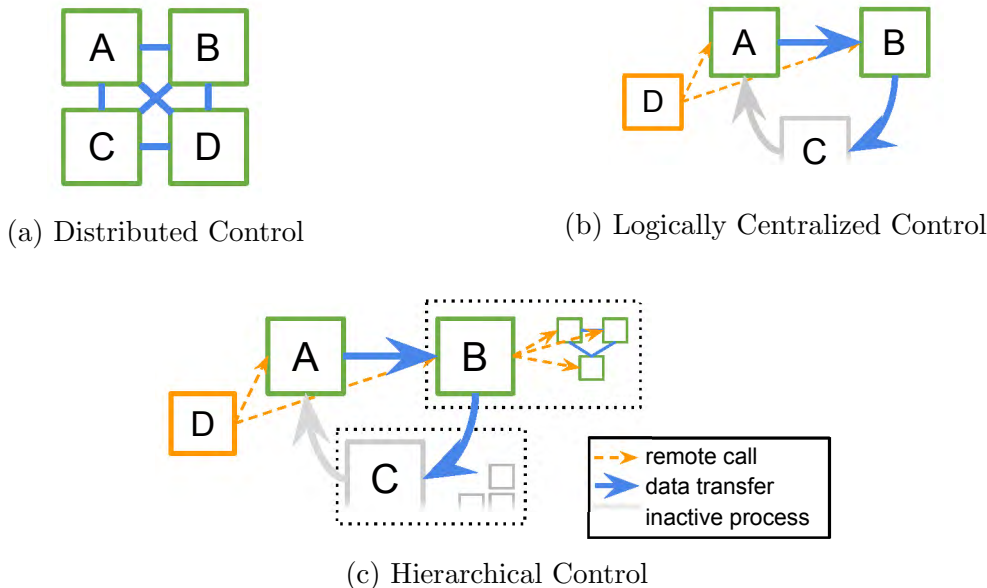 A B
C D
(a) Distributed Control
A B
D
C
(b) Logically Centralized Control
A B
D
C
remote call
data transfer
inactive process
(c) Hierarchical Control